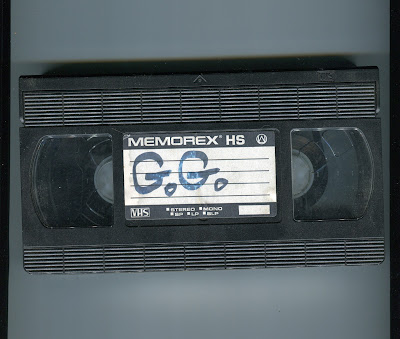 MEMOREX HS
G.G.
VHS
STEREO MONO
SP LP SLP